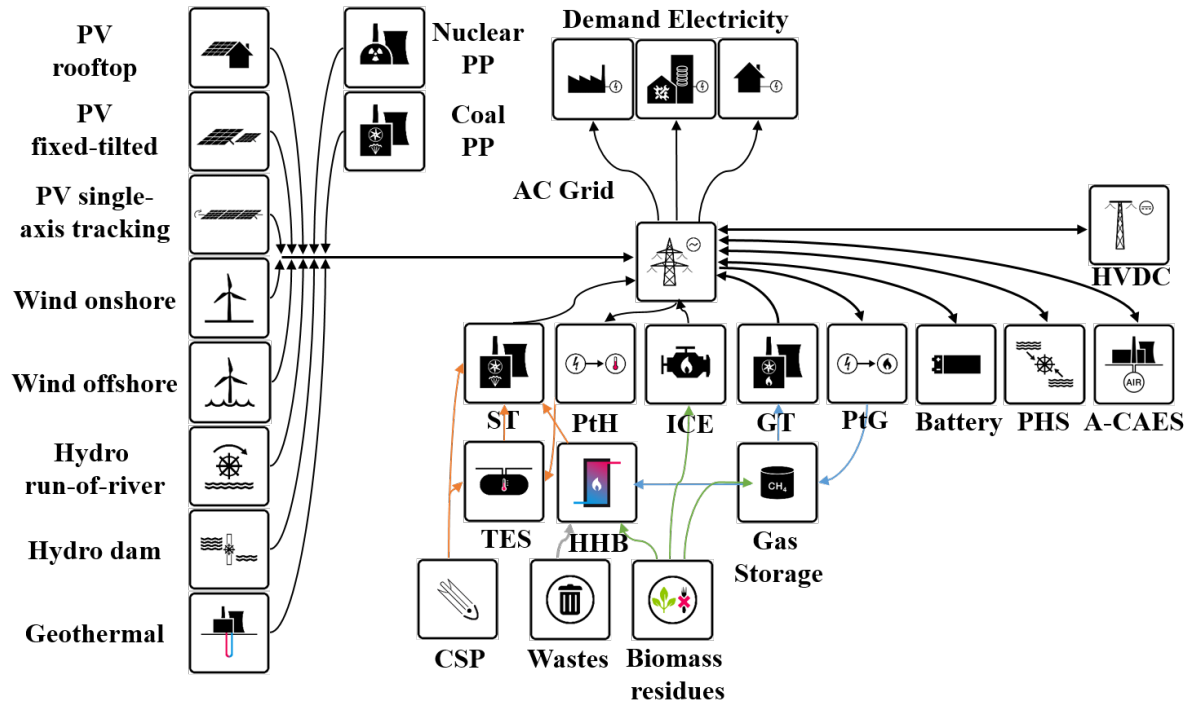 PV
rooftop
PV
fixed-tilted
PV single-
axis tracking
Wind onshore
Wind offshore
Hydro
run-of-river
Hydro dam
Geothermal
Nuclear
PP
Coal
PP
Demand Electricity
AC Grid
HVDC
ST
PtH
ICE
GT
PtG
Battery
PHS
AIR
A-CAES
TES
HHB
CH4
Gas
Storage
CSP
Wastes
Biomass
residues